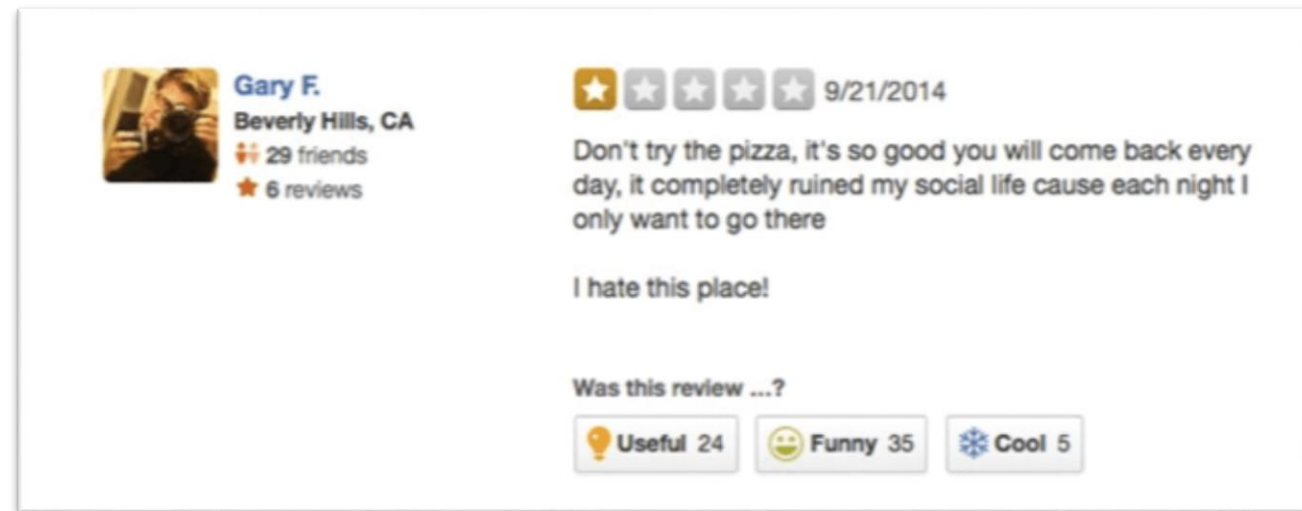 Gary F.
Beverly Hills, CA
29 friends
6 reviews
9/21/2014
Don't try the pizza, it's so good you will come back every
day, it completely ruined my social life cause each night I
only want to go there
I hate this place!
Was this review ...?
Useful 24
Funny 35
Cool 5